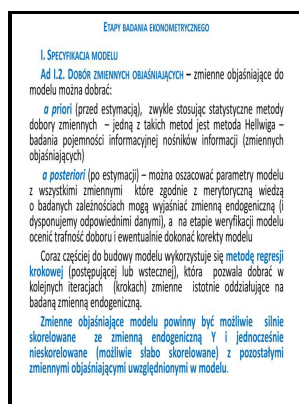 ETAPY BADANIA EKONOMETRYCZNEGO
I. SPECYFIKACJA MODELU
Ad I.2. DOBÓR ZMIENNYCH OBJAŚNIAJĄCYCH – zmienne objaśniające do
modelu można dobrać:
a priori (przed estymacją), zwykle stosując statystyczne metody
dobory zmiennych – jedną z takich metod jest metoda Hellwiga –
badania pojemności informacyjnej nośników informacji (zmiennych
objaśniających)
a posteriori (po estymacji) – można oszacować parametry modelu
z wszystkimi zmiennymi które zgodnie z merytoryczną wiedzą
o badanych zależnościach mogą wyjaśniać zmienną endogeniczną (i
dysponujemy odpowiednimi danymi), a na etapie weryfikacji modelu
ocenić trafność doboru i ewentualnie dokonać korekty modelu
Coraz częściej do budowy modelu wykorzystuje się metodę regresji
krokowej (postępującej lub wstecznej), która pozwala dobrać w
kolejnych iteracjach (krokach) zmienne istotnie oddziałujące na
badaną zmienną endogeniczną.
Zmienne objaśniające modelu powinny być możliwie silnie
skorelowane ze zmienną endogeniczną Y i jednocześnie
nieskorelowane (możliwie słabo skorelowane) z pozostałymi
zmiennymi objaśniającymi uwzględnionymi w modelu.